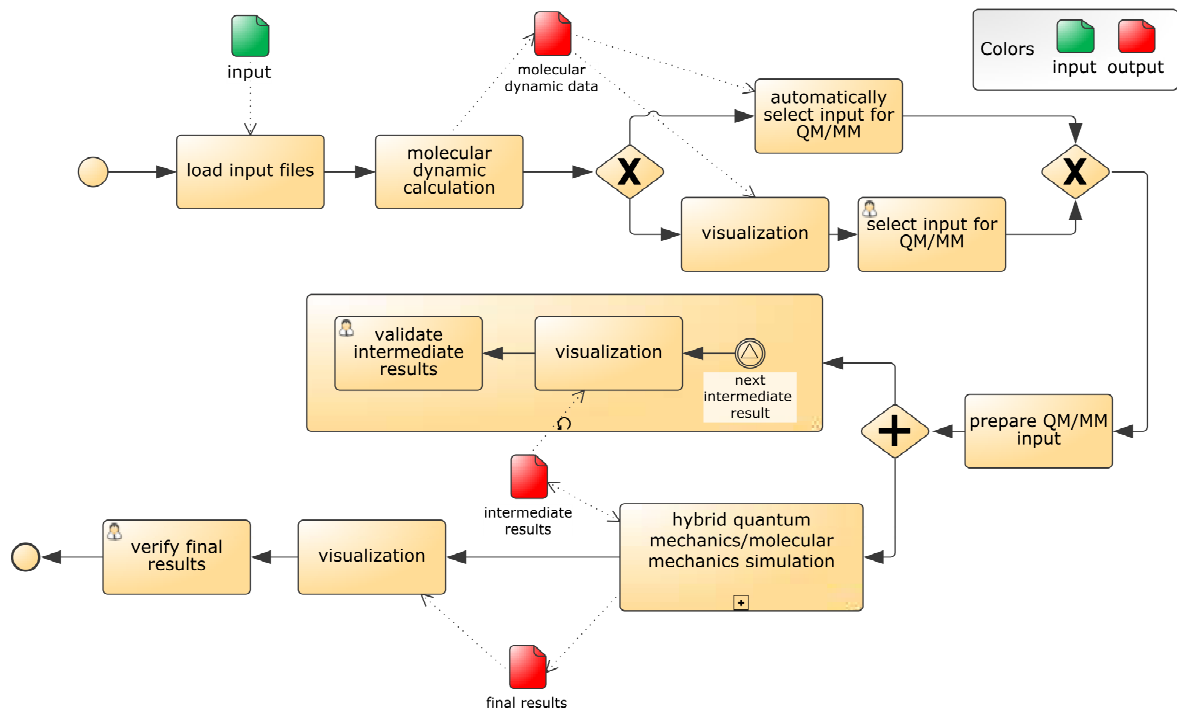 input
molecular
dynamic data
Colors
input
output
load input files
molecular
dynamic
calculation
X
automatically
select input for
QM/MM
X
visualization
select input for
QM/MM
validate
intermediate
results
visualization
next
intermediate
result
+
prepare QM/MM
input
intermediate
results
hybrid quantum
mechanics/molecular
mechanics simulation
+
visualization
verify final
results
final results